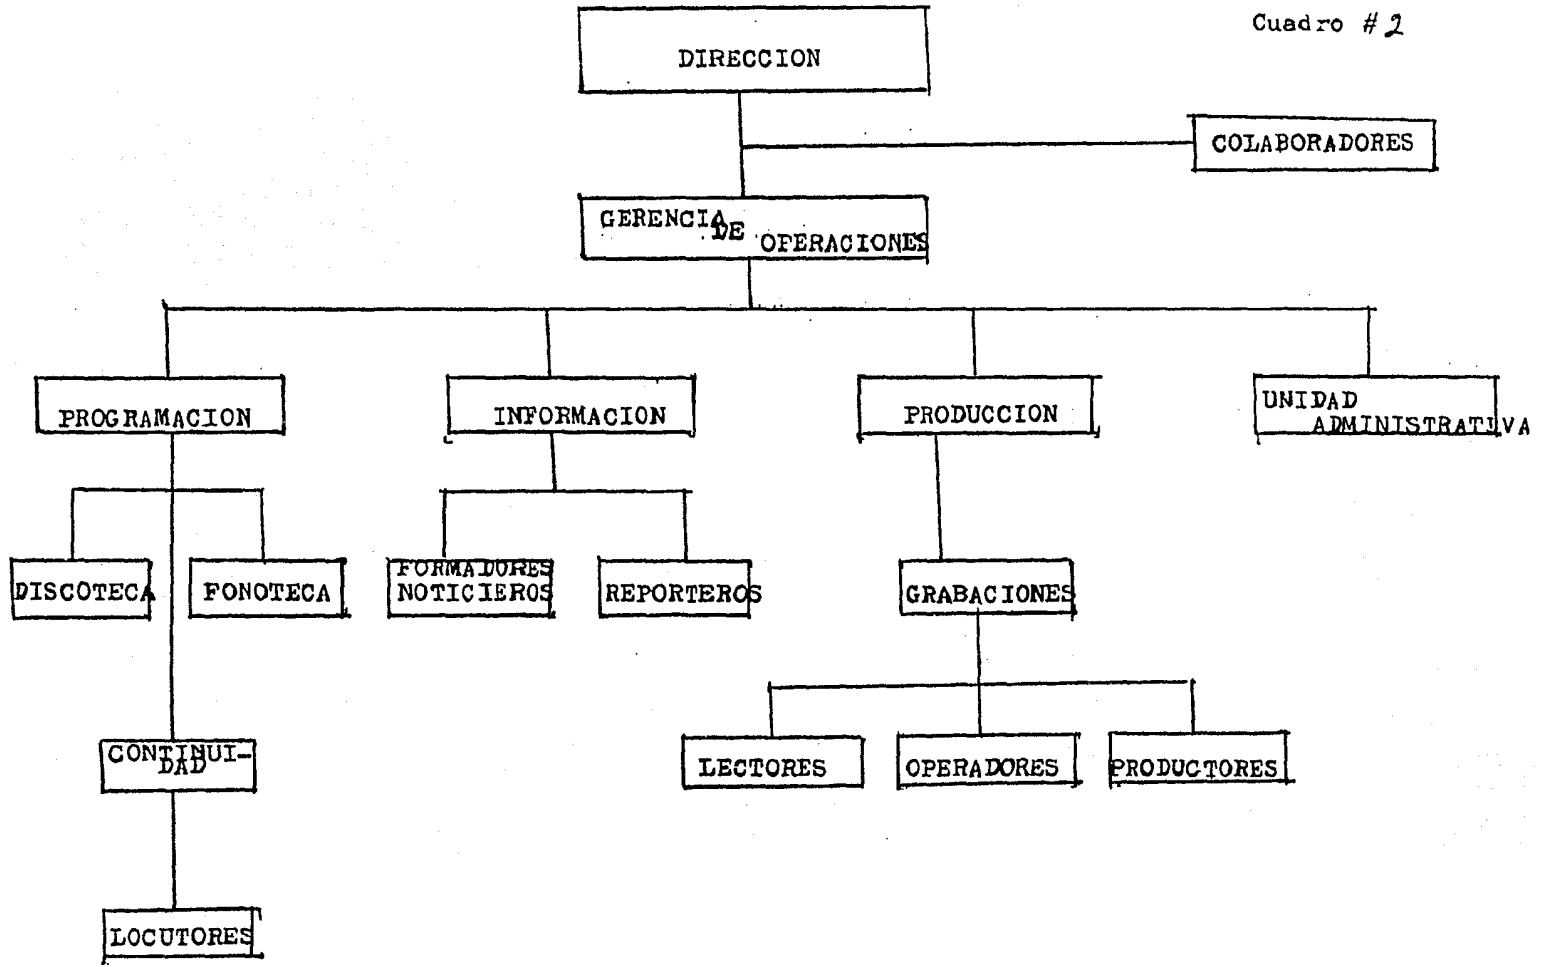 Cuadro #2
DIRECCION
COLABORADORES
GERENCIA
DE
OPERACIONES
PROGRAMACION
INFORMACION
PRODUCCION
UNIDAD
ADMINISTRATIVA
DISCOTECA
FONOTECA
FORMADORES
NOTICIEROS
REPORTEROS
GRABACIONES
CONTINUI-
DAD
LECTORES
OPERADORES
PRODUCTORES
LOCUTORES